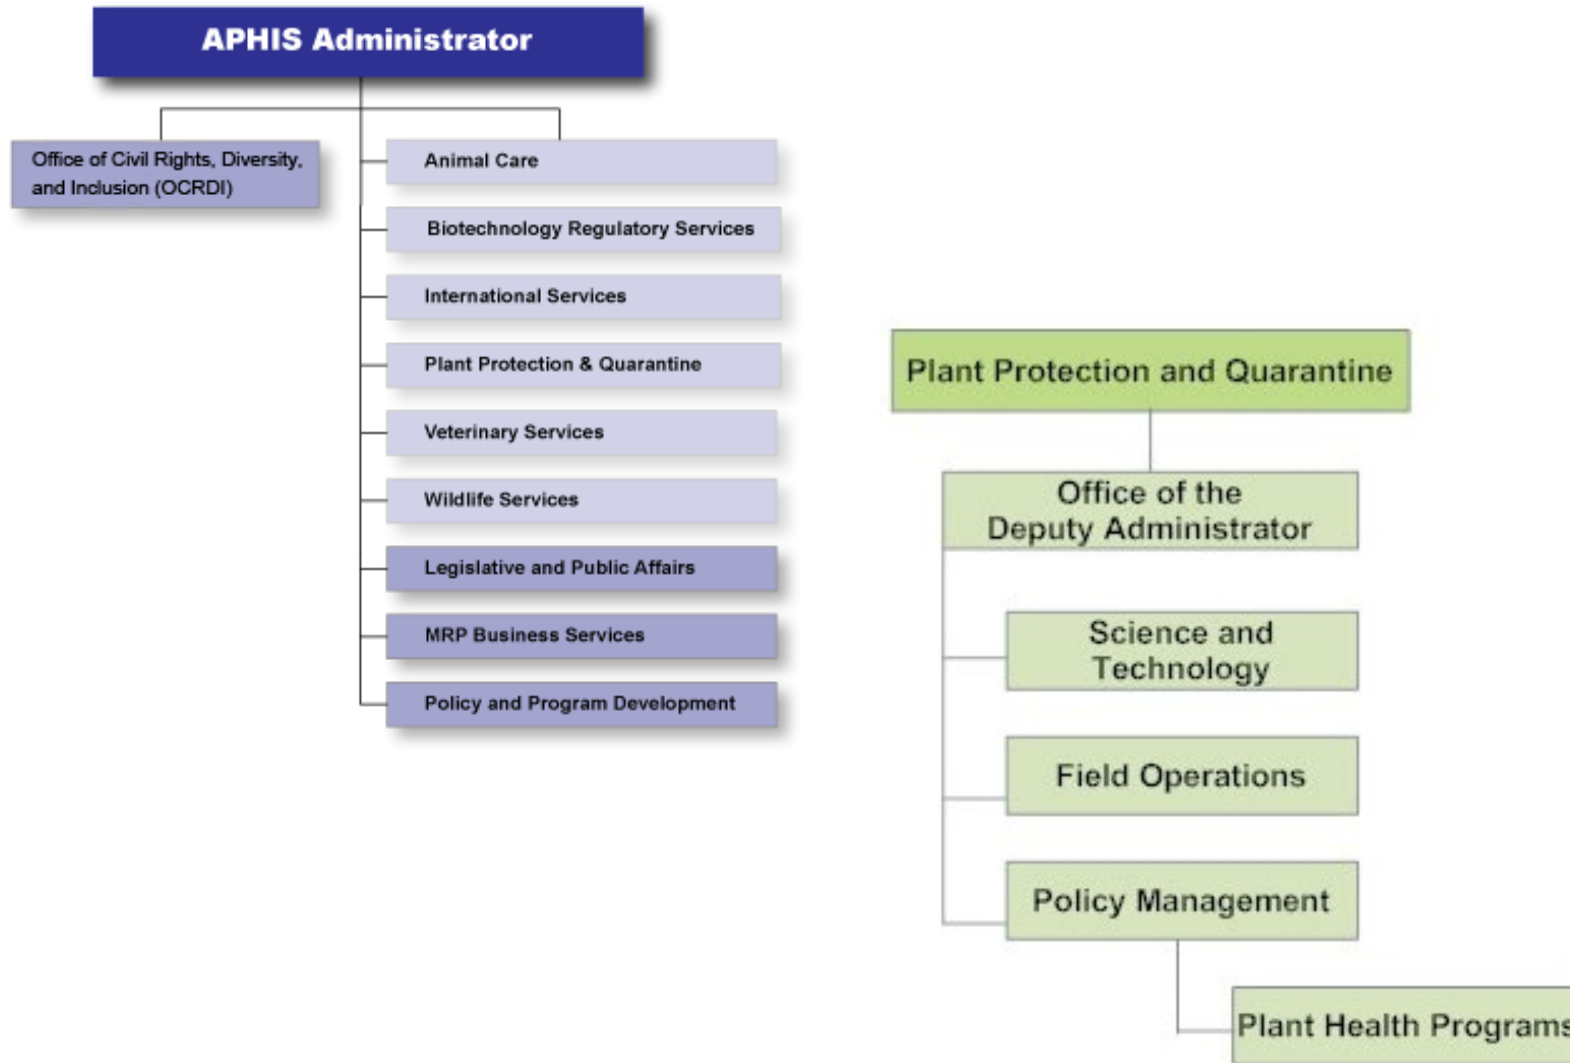 APHIS Administrator
Office of Civil Rights, Diversity,
and Inclusion (OCRDI)
Animal Care
Biotechnology Regulatory Services
International Services
Plant Protection & Quarantine
Veterinary Services
Wildlife Services
Legislative and Public Affairs
MRP Business Services
Policy and Program Development
Plant Protection and Quarantine
Office of the
Deputy Administrator
Science and
Technology
Field Operations
Policy Management
Plant Health Programs